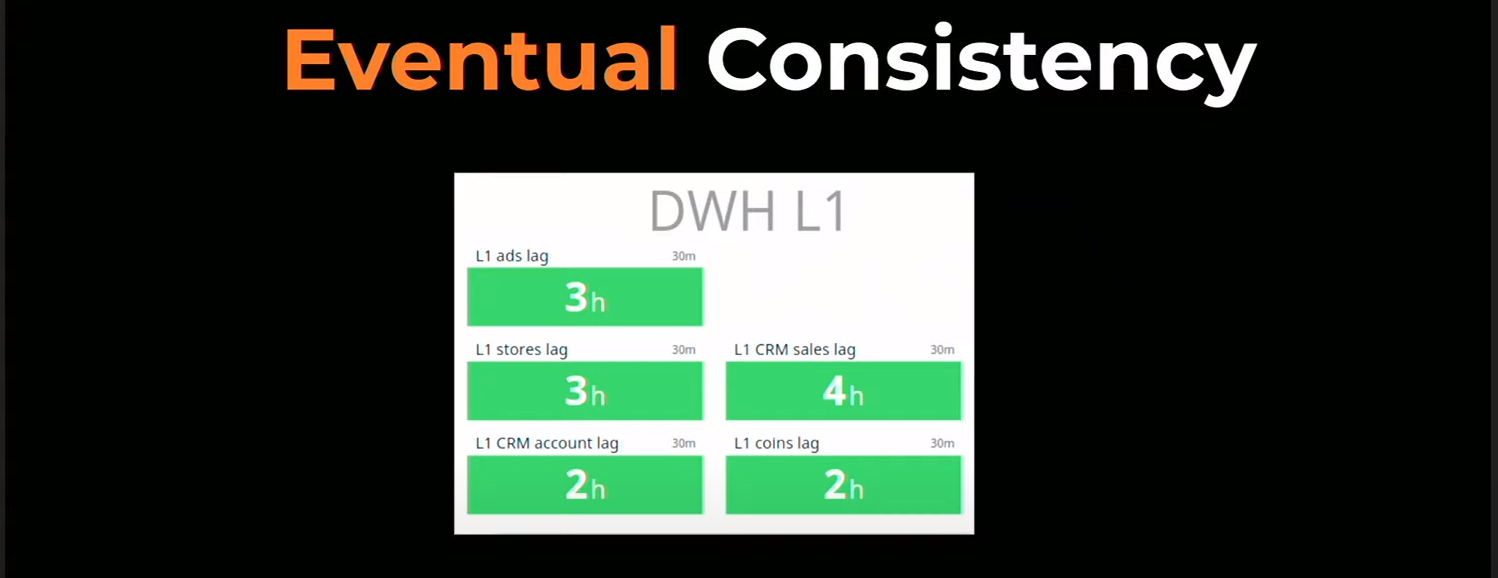 Eventual Consistency
DWH L1
L1 ads lag 30m
3h
L1 stores lag 30m
3h
L1 CRM sales lag 30m
4h
L1 CRM account lag 30m
2h
L1 coins lag 30m
2h